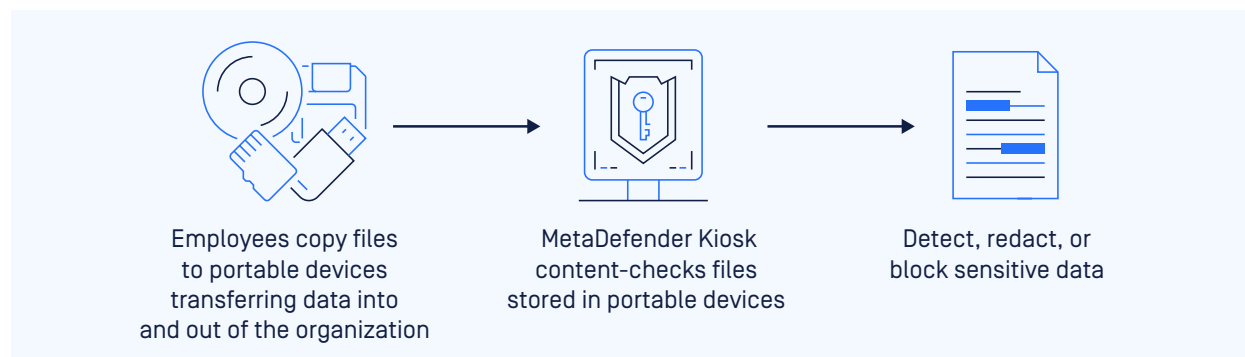 Employees copy files
to portable devices
transferring data into
and out of the organization
MetaDefender Kiosk
content-checks files
stored in portable devices
Detect, redact, or
block sensitive data